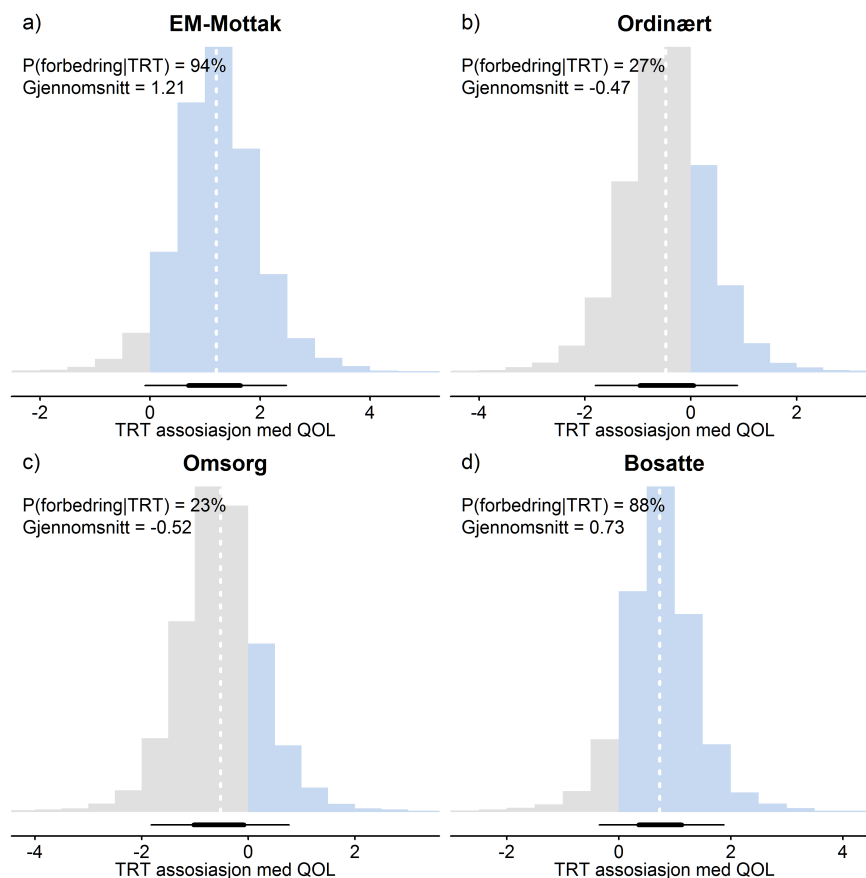 a) EM-Mottak
P(forbedring|TRT) = 94%
Gjennomsnitt = 1.21
-2 0 2 4
TRT assosiasjon med QOL
b) Ordinært
P(forbedring|TRT) = 27%
Gjennomsnitt = -0.47
-4 -2 0 2
TRT assosiasjon med QOL
c) Omsorg
P(forbedring|TRT) = 23%
Gjennomsnitt = -0.52
-4 -2 0 2
TRT assosiasjon med QOL
d) Bosatte
P(forbedring|TRT) = 88%
Gjennomsnitt = 0.73
-2 0 2 4
TRT assosiasjon med QOL